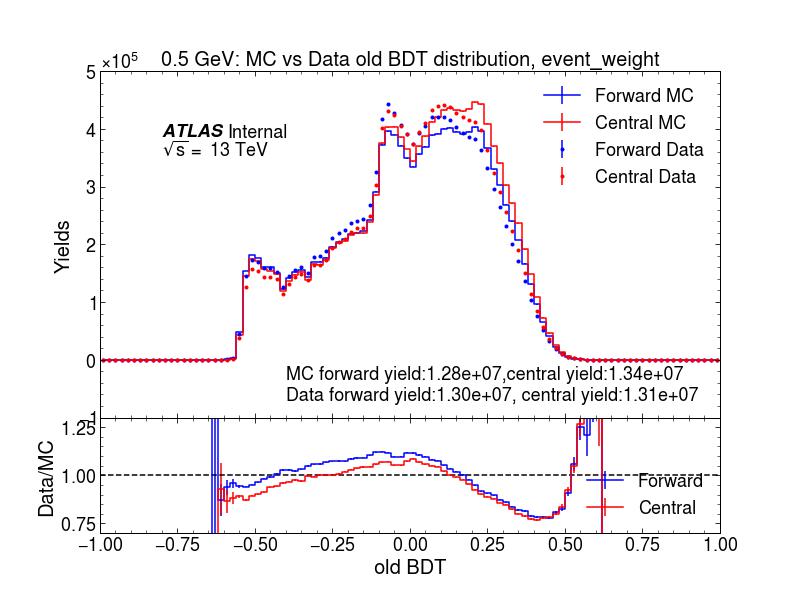 ×10⁵ 0.5 GeV: MC vs Data old BDT distribution, event_weight
5
4
3
2
1
0
−1
Yields
ATLAS Internal
√s = 13 TeV
Forward MC
Central MC
Forward Data
Central Data
MC forward yield:1.28e+07,central yield:1.34e+07
Data forward yield:1.30e+07, central yield:1.31e+07
1.25
1.00
0.75
Data/MC
Forward
Central
−1.00 −0.75 −0.50 −0.25 0.00 0.25 0.50 0.75 1.00
old BDT